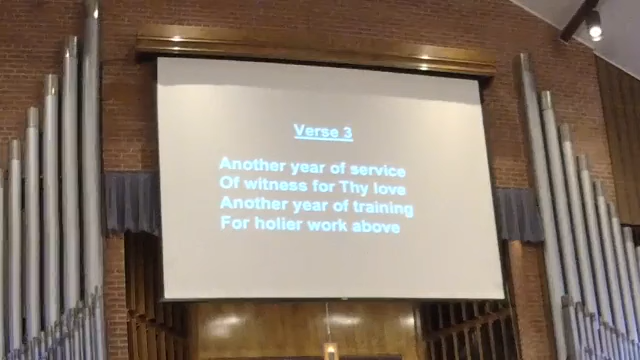 Verse 3
Another year of service
Of witness for Thy love
Another year of training
For holier work above